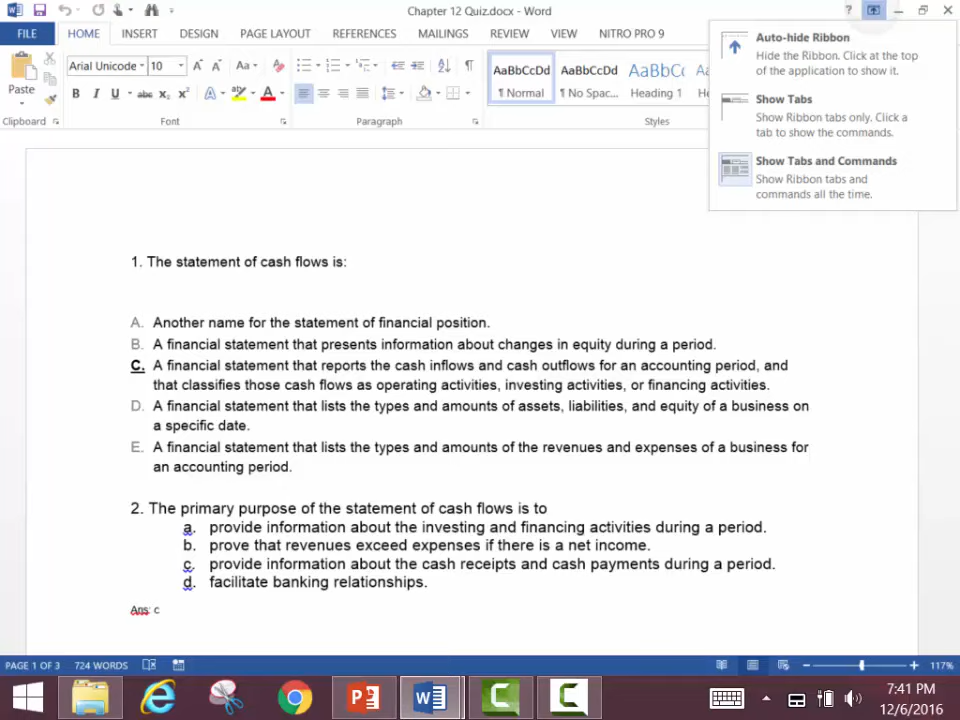 Chapter 12 Quiz.docx - Word
?
FILE HOME INSERT DESIGN PAGE LAYOUT REFERENCES MAILINGS REVIEW VIEW NITRO PRO 9
Auto-hide Ribbon
Hide the Ribbon. Click at the top
of the application to show it.
Show Tabs
Show Ribbon tabs only. Click a
tab to show the commands.
Show Tabs and Commands
Show Ribbon tabs and
commands all the time.
Paste
Arial Unicode 10 A A Aa
B I U abc x₂ x² A A
AaBbCcDd AaBbCcDd AaBbCc Aa
¶ Normal ¶ No Spac... Heading 1 H
Clipboard Font Paragraph Styles
1. The statement of cash flows is:
A. Another name for the statement of financial position.
B. A financial statement that presents information about changes in equity during a period.
C. A financial statement that reports the cash inflows and cash outflows for an accounting period, and
that classifies those cash flows as operating activities, investing activities, or financing activities.
D. A financial statement that lists the types and amounts of assets, liabilities, and equity of a business on
a specific date.
E. A financial statement that lists the types and amounts of the revenues and expenses of a business for
an accounting period.
2. The primary purpose of the statement of cash flows is to
a. provide information about the investing and financing activities during a period.
b. prove that revenues exceed expenses if there is a net income.
c. provide information about the cash receipts and cash payments during a period.
d. facilitate banking relationships.
Ans: c
PAGE 1 OF 3 724 WORDS 117%
7:41 PM
12/6/2016